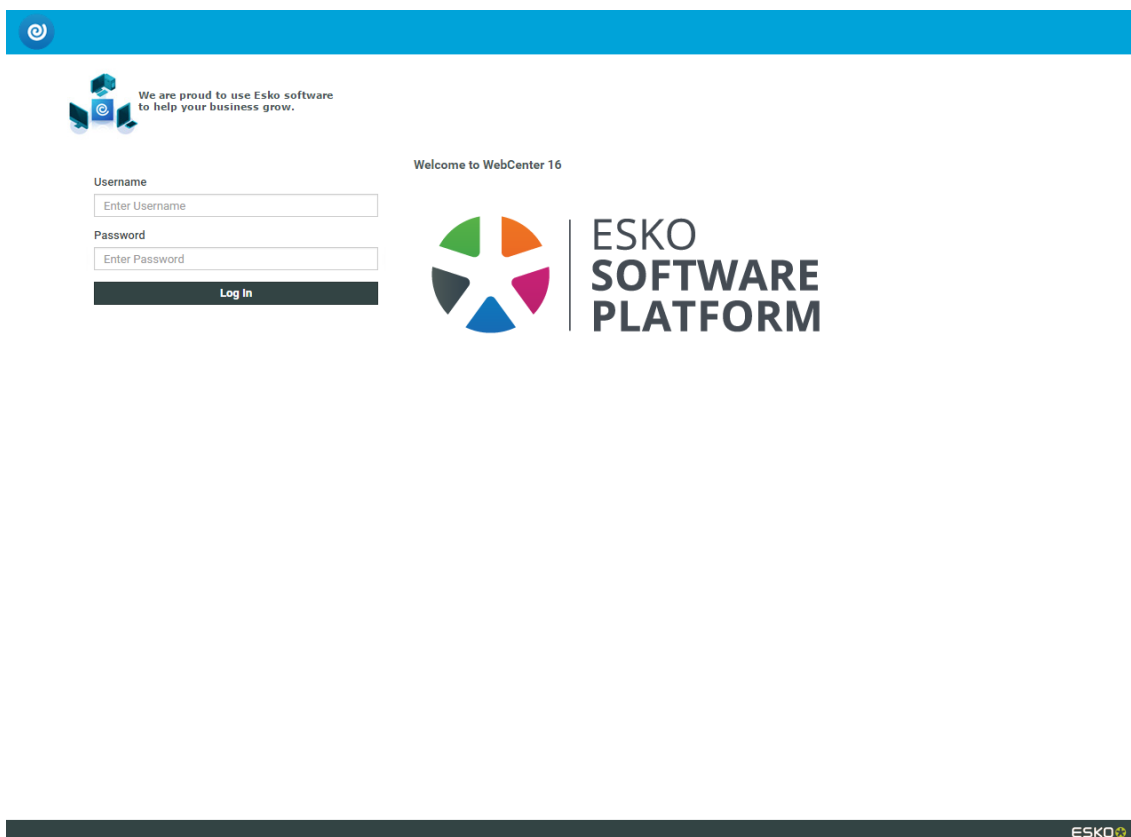 We are proud to use Esko software
to help your business grow.
Welcome to WebCenter 16
Username
Enter Username
Password
Enter Password
Log In
ESKO
SOFTWARE
PLATFORM
ESKO